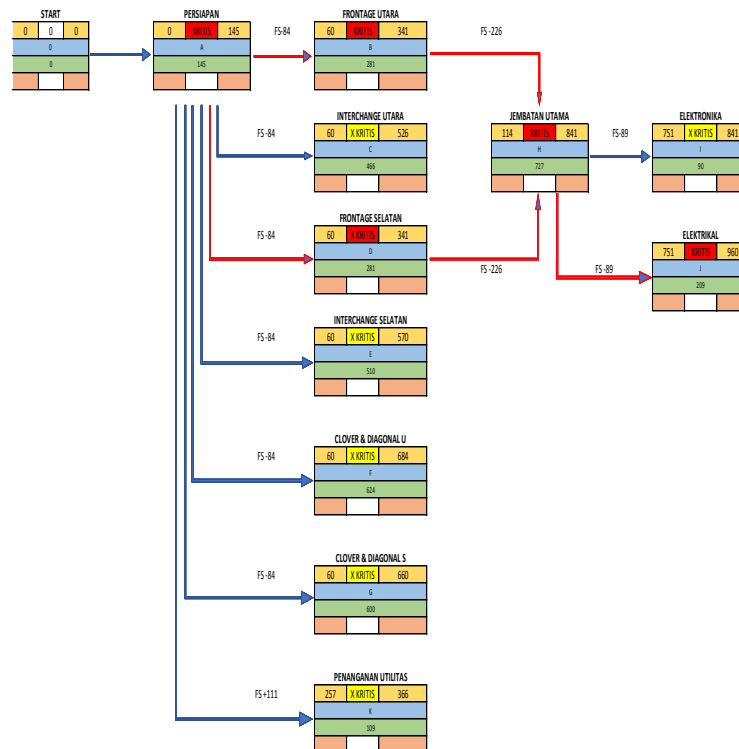 START
0 0 0
0
0
PERSIAPAN
0 KRITIS 145
A
145
FS-84
FRONTAGE UTARA
60 KRITIS 341
B
281
FS -226
FS -84
INTERCHANGE UTARA
60 X KRITIS 526
C
466
JEMBATAN UTAMA
114 KRITIS 841
H
727
FS-89
ELEKTRONIKA
751 X KRITIS 841
I
90
FS -84
FRONTAGE SELATAN
60 X KRITIS 341
D
281
FS -226
FS -89
ELEKTRIKAL
751 KRITIS 960
J
209
FS -84
INTERCHANGE SELATAN
60 X KRITIS 570
E
510
FS -84
CLOVER & DIAGONAL U
60 X KRITIS 684
F
624
FS -84
CLOVER & DIAGONAL S
60 X KRITIS 660
G
600
FS +111
PENANGANAN UTILITAS
257 X KRITIS 366
K
109